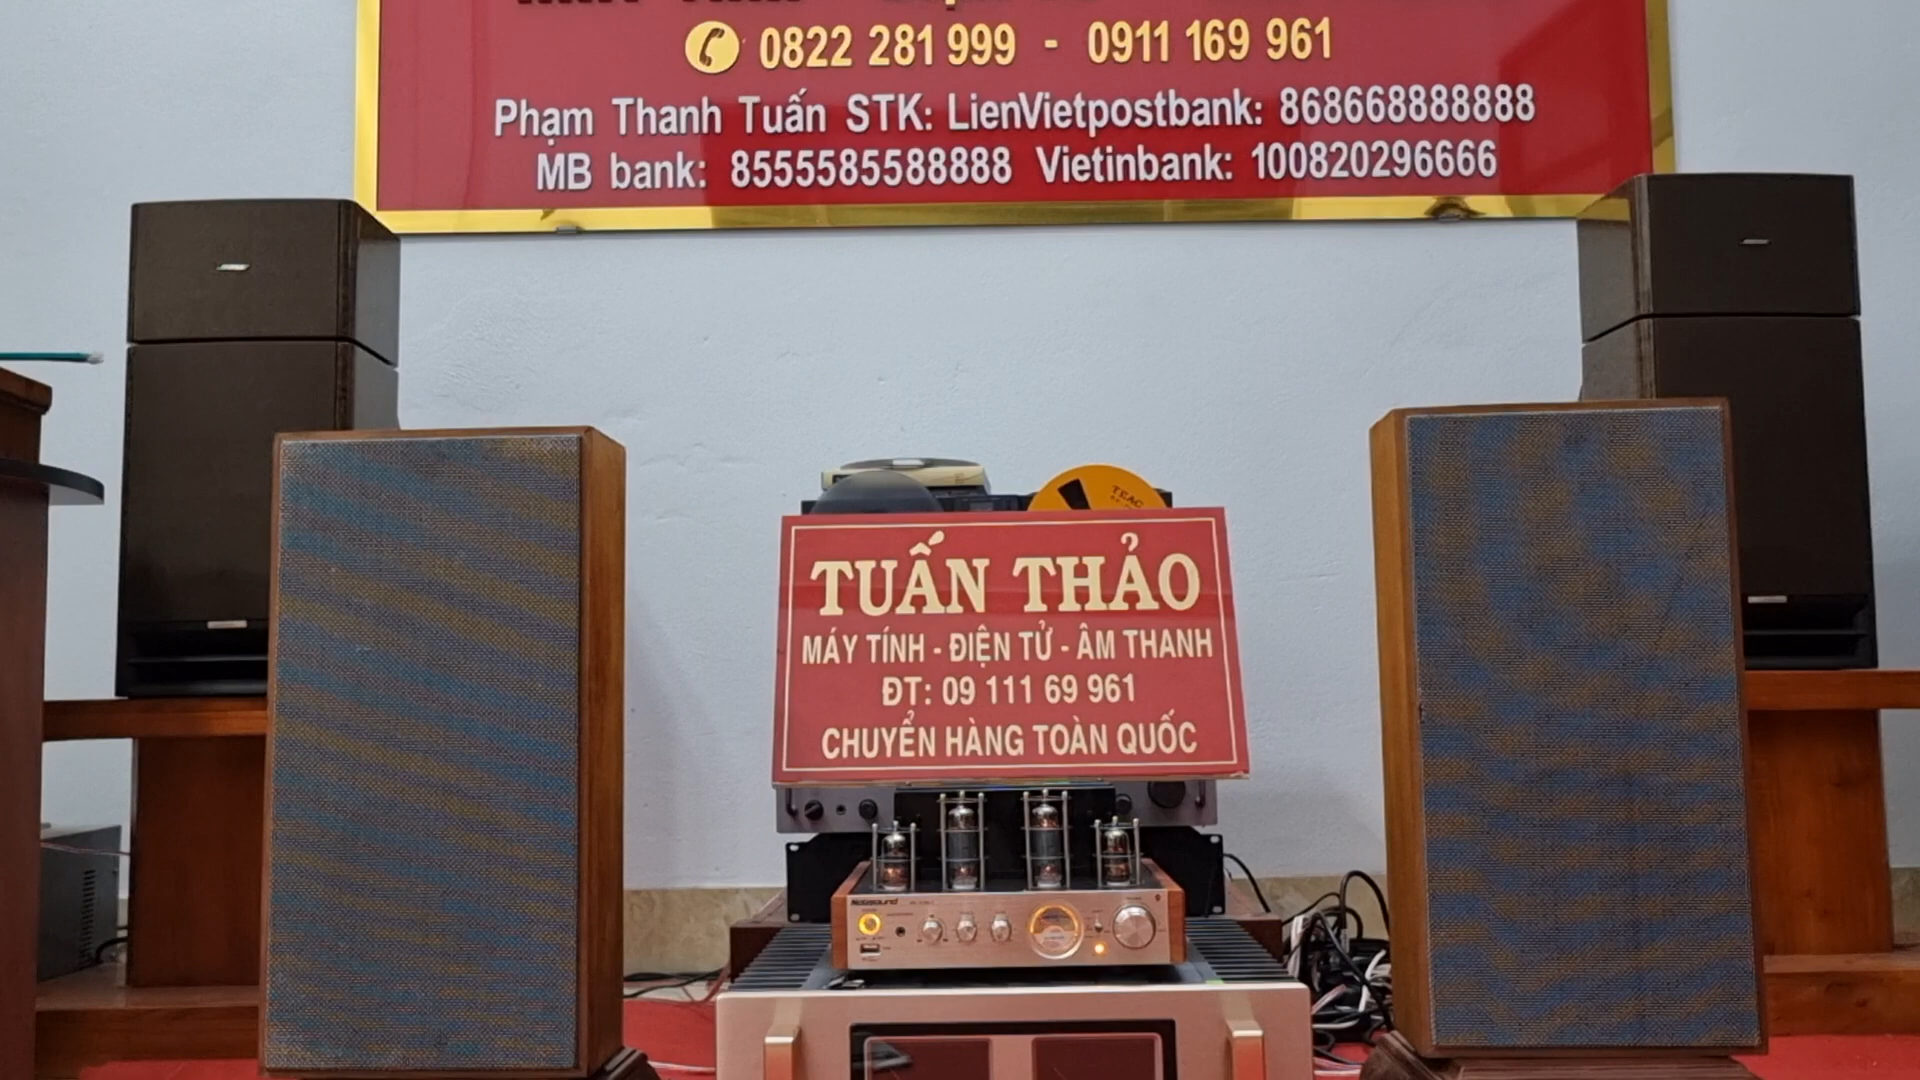 0822 281 999 - 0911 169 961
Phạm Thanh Tuấn STK: LienVietpostbank: 868668888888
MB bank: 8555585588888 Vietinbank: 100820296666
TEAC
TUẤN THẢO
MÁY TÍNH - ĐIỆN TỬ - ÂM THANH
ĐT: 09 111 69 961
CHUYỂN HÀNG TOÀN QUỐC
Nobsound